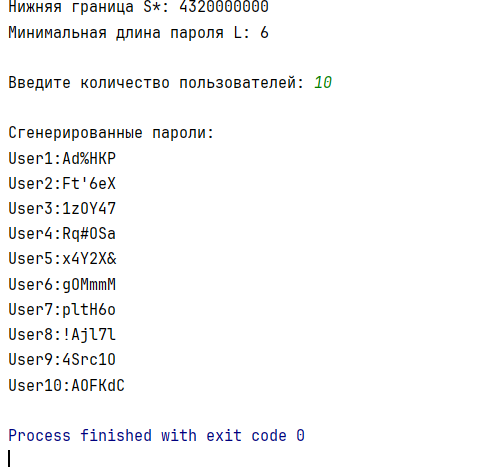 Нижняя граница S*: 4320000000
Минимальная длина пароля L: 6
Введите количество пользователей: 10
Сгенерированные пароли:
User1:Ad%HKP
User2:Ft'6eX
User3:1zOY47
User4:Rq#OSa
User5:x4Y2X&
User6:gOMmmM
User7:pltH6o
User8:!Ajl7l
User9:4Src1O
User10:AOFKdC
Process finished with exit code 0